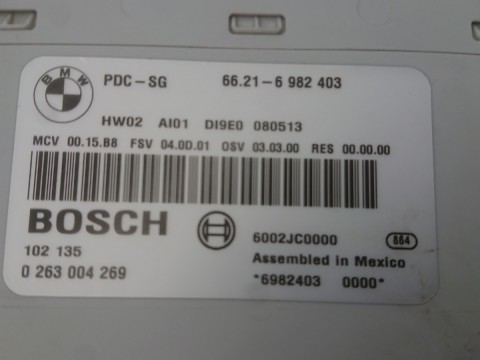 BMW
PDC-SG 66.21-6 982 403
HW02 AI01 DI9E0 080513
MCV 00.15.B8 FSV 04.0D.01 OSV 03.03.00 RES 00.00.00
BOSCH
6002JC0000 664
102 135
Assembled in Mexico
0 263 004 269
*6982403 0000*